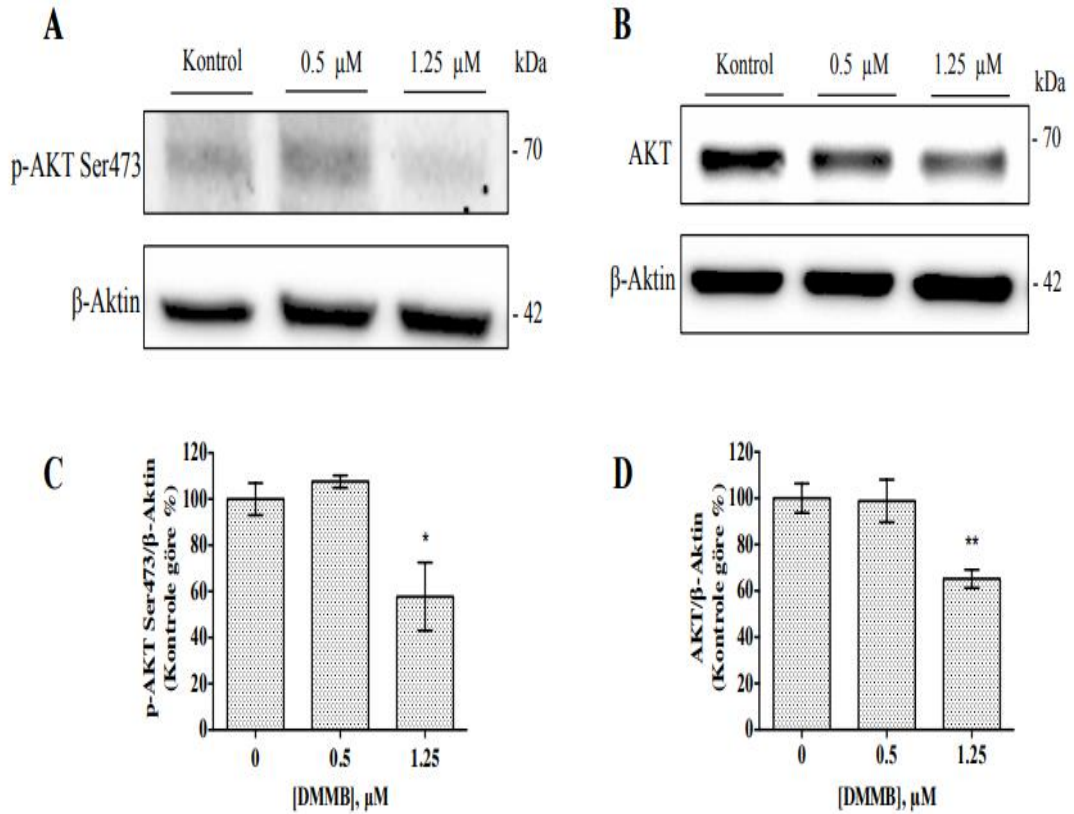 A
Kontrol 0.5 µM 1.25 µM kDa
p-AKT Ser473
- 70
β-Aktin
- 42
B
Kontrol 0.5 µM 1.25 µM kDa
AKT
- 70
β-Aktin
- 42
C
p-AKT Ser473/β-Aktin
(Kontrole göre %)
120
100
80
60
40
20
0
*
0 0.5 1.25
[DMMB], µM
D
AKT/β-Aktin
(Kontrole göre %)
120
100
80
60
40
20
0
**
0 0.5 1.25
[DMMB], µM